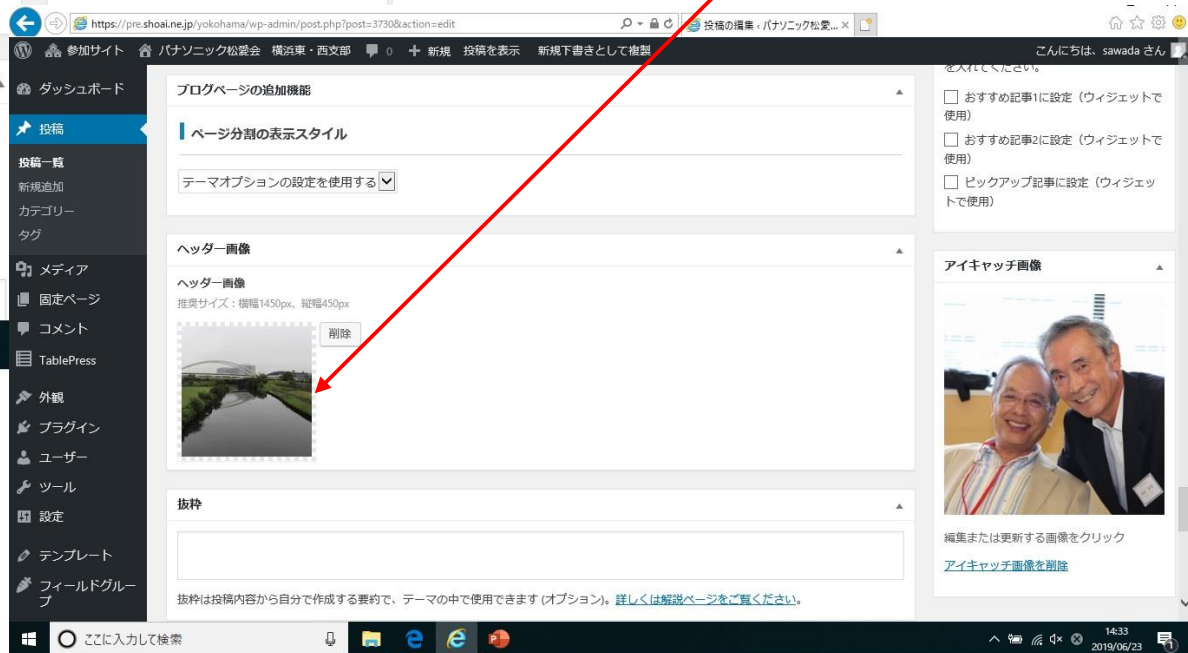 https://pre.shoai.ne.jp/yokohama/wp-admin/post.php?post=3730&action=edit
投稿の編集 ‹ パナソニック松愛...
参加サイト パナソニック松愛会 横浜東・西支部 0 新規 投稿を表示 新規下書きとして複製 こんにちは、sawada さん
ダッシュボード
投稿
投稿一覧
新規追加
カテゴリー
タグ
メディア
固定ページ
コメント
TablePress
外観
プラグイン
ユーザー
ツール
設定
テンプレート
フィールドグルー
プ
ブログページの追加機能
ページ分割の表示スタイル
テーマオプションの設定を使用する
ヘッダー画像
ヘッダー画像
推奨サイズ:横幅1450px、縦幅450px
削除
抜粋
抜粋は投稿内容から自分で作成する要約で、テーマの中で使用できます (オプション)。詳しくは解説ページをご覧ください。
を入れてください。
おすすめ記事1に設定(ウィジェットで
使用)
おすすめ記事2に設定(ウィジェットで
使用)
ピックアップ記事に設定(ウィジェッ
トで使用)
アイキャッチ画像
編集または更新する画像をクリック
アイキャッチ画像を削除
ここに入力して検索
14:33
2019/06/23